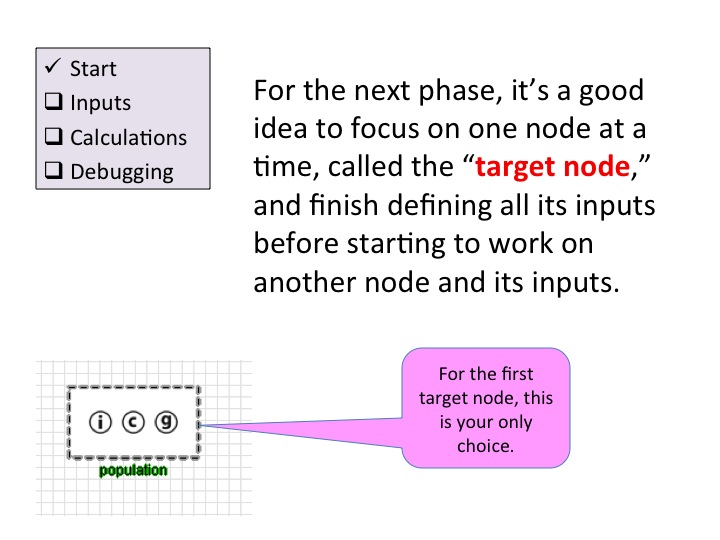 ✓ Start
❑ Inputs
❑ Calculations
❑ Debugging
For the next phase, it’s a good
idea to focus on one node at a
time, called the “target node,”
and finish defining all its inputs
before starting to work on
another node and its inputs.
i c g
population
For the first
target node, this
is your only
choice.